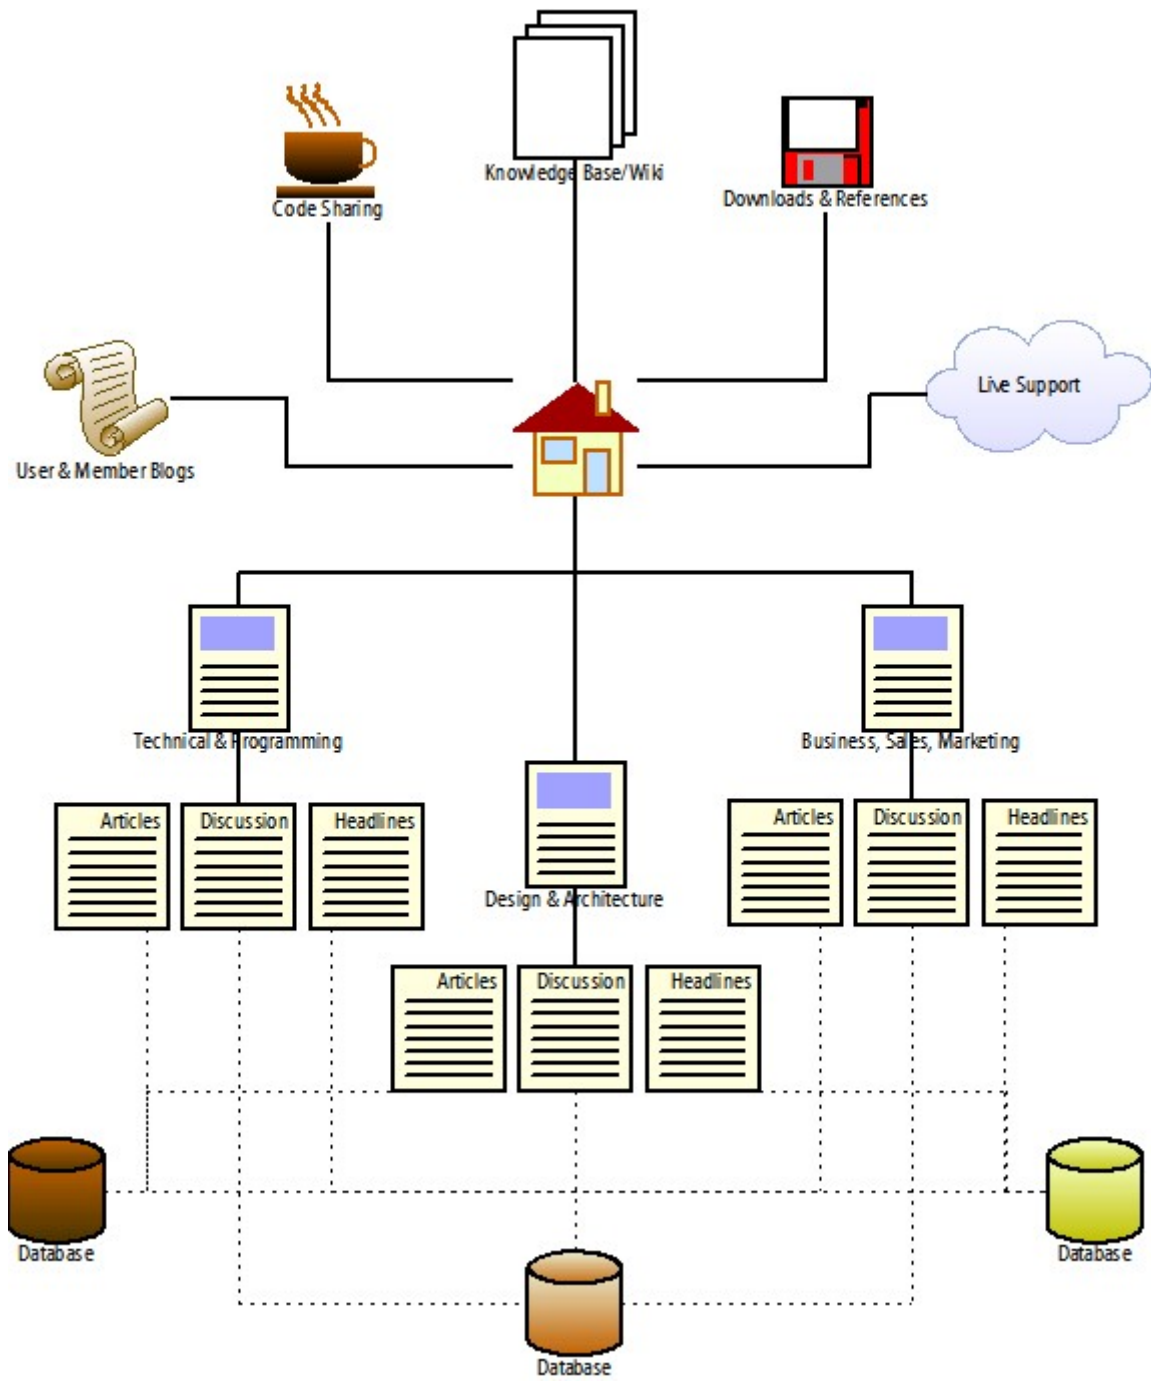 Knowledge Base/Wiki
Code Sharing
Downloads & References
Live Support
User & Member Blogs
Technical & Programming
Business, Sales, Marketing
Articles
Discussion
Headlines
Articles
Discussion
Headlines
Design & Architecture
Articles
Discussion
Headlines
Database
Database
Database